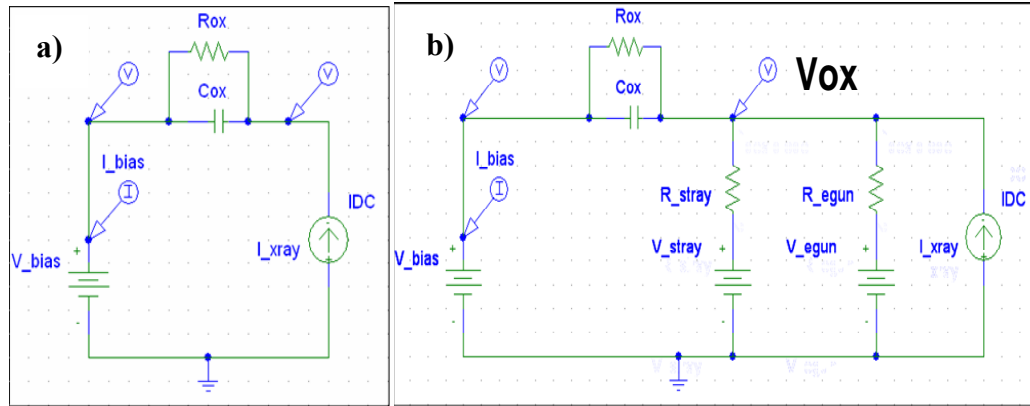 a)
Rox
V
V
Cox
I_bias
I
IDC
I_xray
V_bias
+
-
b)
Rox
V
Vox
Cox
I_bias
I
R_stray
R_egun
IDC
V_bias
+
-
V_stray
+
-
V_egun
+
-
I_xray